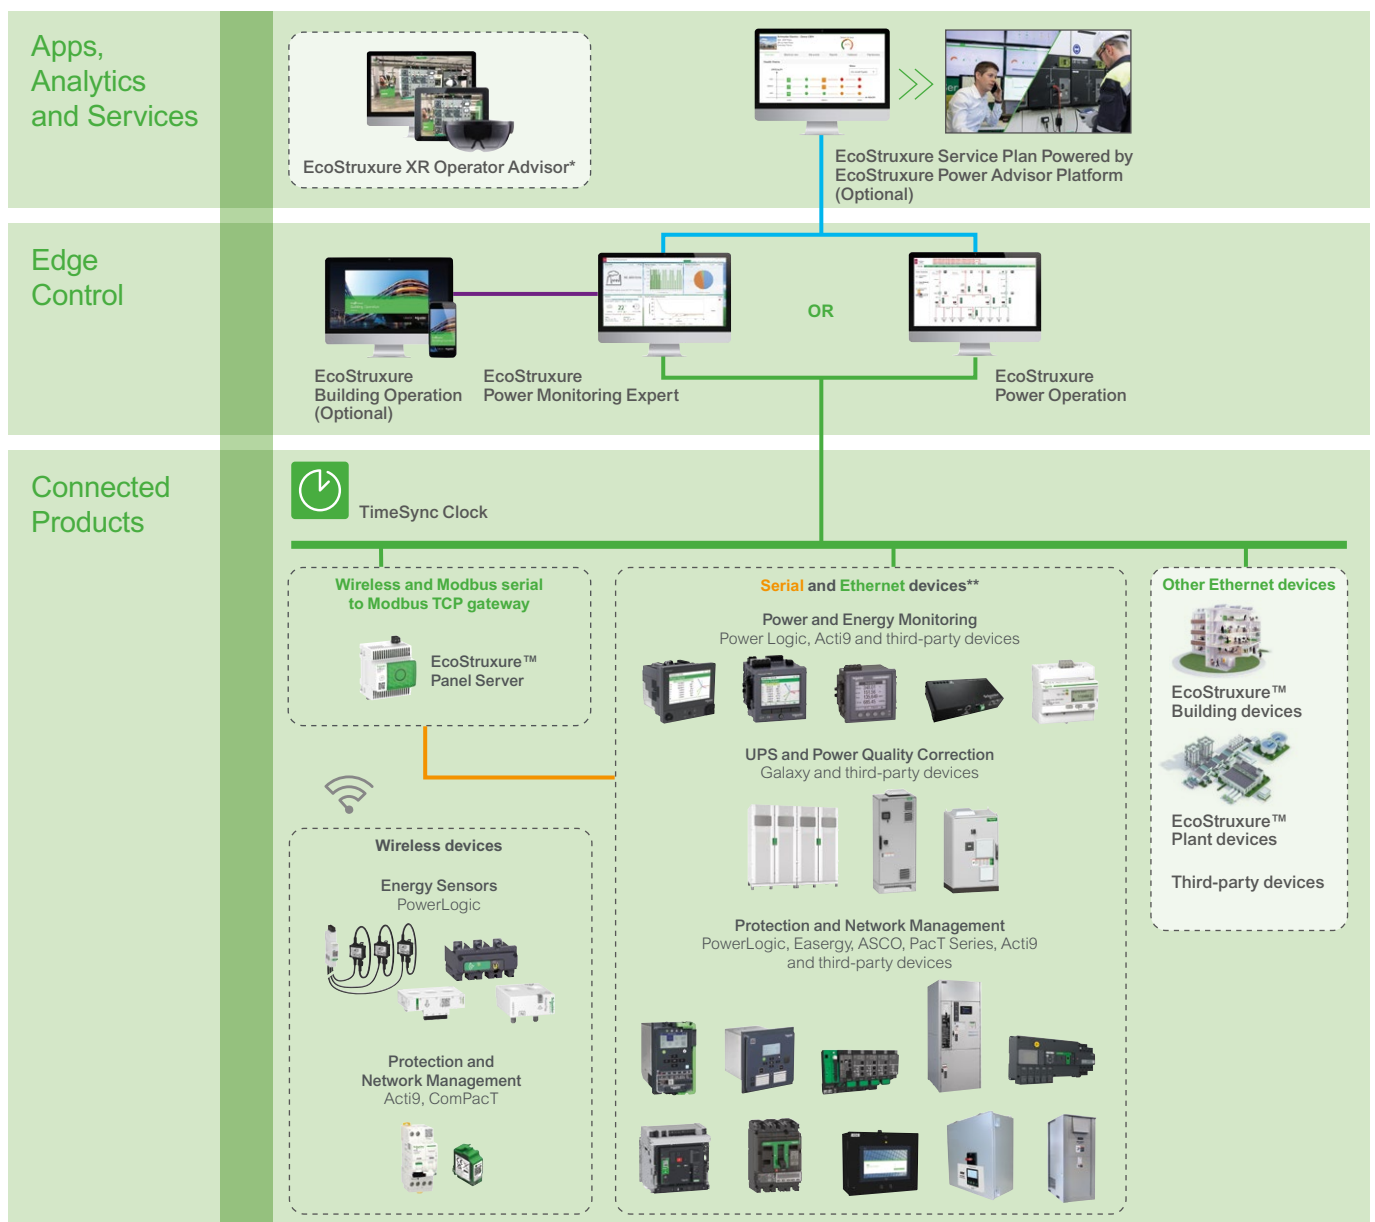 Apps,
Analytics
and Services
EcoStruxure XR Operator Advisor*
EcoStruxure Service Plan Powered by
EcoStruxure Power Advisor Platform
(Optional)
Edge
Control
OR
EcoStruxure
Building Operation
(Optional)
EcoStruxure
Power Monitoring Expert
EcoStruxure
Power Operation
Connected
Products
TimeSync Clock
Wireless and Modbus serial
to Modbus TCP gateway
EcoStruxure™
Panel Server
Serial and Ethernet devices**
Power and Energy Monitoring
Power Logic, Acti9 and third-party devices
UPS and Power Quality Correction
Galaxy and third-party devices
Protection and Network Management
PowerLogic, Easergy, ASCO, PacT Series, Acti9
and third-party devices
Other Ethernet devices
EcoStruxure™
Building devices
EcoStruxure™
Plant devices
Third-party devices
Wireless devices
Energy Sensors
PowerLogic
Protection and
Network Management
Acti9, ComPacT